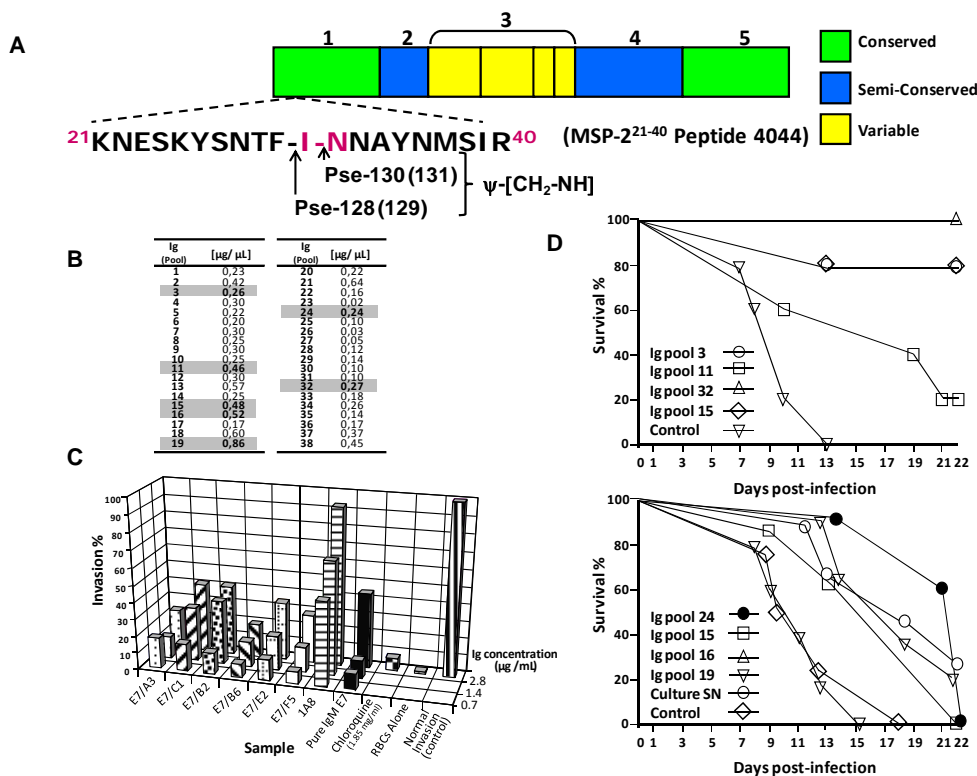 A
1
2
3
4
5
Conserved
Semi-Conserved
Variable
21KNESKYSNTF-I-NNAYNMSIR40
(MSP-2²¹⁻⁴⁰ Peptide 4044)
Pse-130 (131)
Pse-128 (129)
ψ-[CH₂-NH]
B
Ig (Pool) [µg/ µL] Ig (Pool) [µg/ µL]
1 0,23 20 0,22
2 0,42 21 0,64
3 0,26 22 0,16
4 0,30 23 0,02
5 0,22 24 0,24
6 0,20 25 0,10
7 0,30 26 0,03
8 0,25 27 0,05
9 0,30 28 0,12
10 0,25 29 0,14
11 0,46 30 0,10
12 0,30 31 0,10
13 0,57 32 0,27
14 0,25 33 0,18
15 0,48 34 0,26
16 0,52 35 0,14
17 0,17 36 0,17
18 0,60 37 0,37
19 0,86 38 0,45
C
Invasion %
100
90
80
70
60
50
40
30
20
10
0
E7/A3
E7/C1
E7/B2
E7/B6
E7/E2
E7/F5
1A8
Pure IgM E7
Chloroquine
(1.85 mg/ml)
RBCs Alone
Normal
Invasion
(control)
Sample
Ig concentration
(µg /ml)
2.8
1.4
0.7
D
Survival %
100
80
60
40
20
0
Ig pool 3
Ig pool 11
Ig pool 32
Ig pool 15
Control
0 1 3 5 7 9 11 13 15 17 19 21 22
Days post-infection
Survival %
100
80
60
40
20
0
Ig pool 24
Ig pool 15
Ig pool 16
Ig pool 19
Culture SN
Control
0 1 3 5 7 9 11 13 15 17 19 21 22
Days post-infection